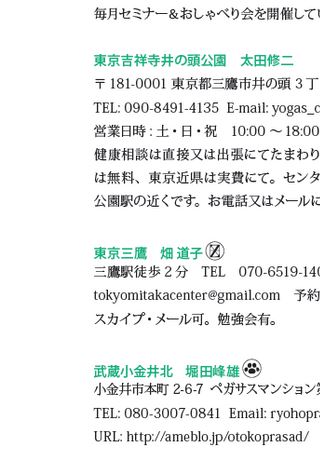 毎月セミナー&おしゃべり会を開催してい
東京吉祥寺井の頭公園　太田修二
〒 181-0001 東京都三鷹市井の頭 3 丁
TEL: 090-8491-4135 E-mail: yogas_c
営業日時 : 土・日・祝　10:00 〜 18:00
健康相談は直接又は出張にてたまわり
は無料、東京近県は実費にて。センタ
公園駅の近くです。お電話又はメールに
東京三鷹　畑 道子
三鷹駅徒歩 2 分　TEL　070-6519-140
tokyomitakacenter@gmail.com　予約
スカイプ・メール可。勉強会有。
武蔵小金井北　堀田峰雄
小金井市本町 2-6-7 ペガサスマンション第
TEL: 080-3007-0841 Email: ryohopra
URL: http://ameblo.jp/otokoprasad/